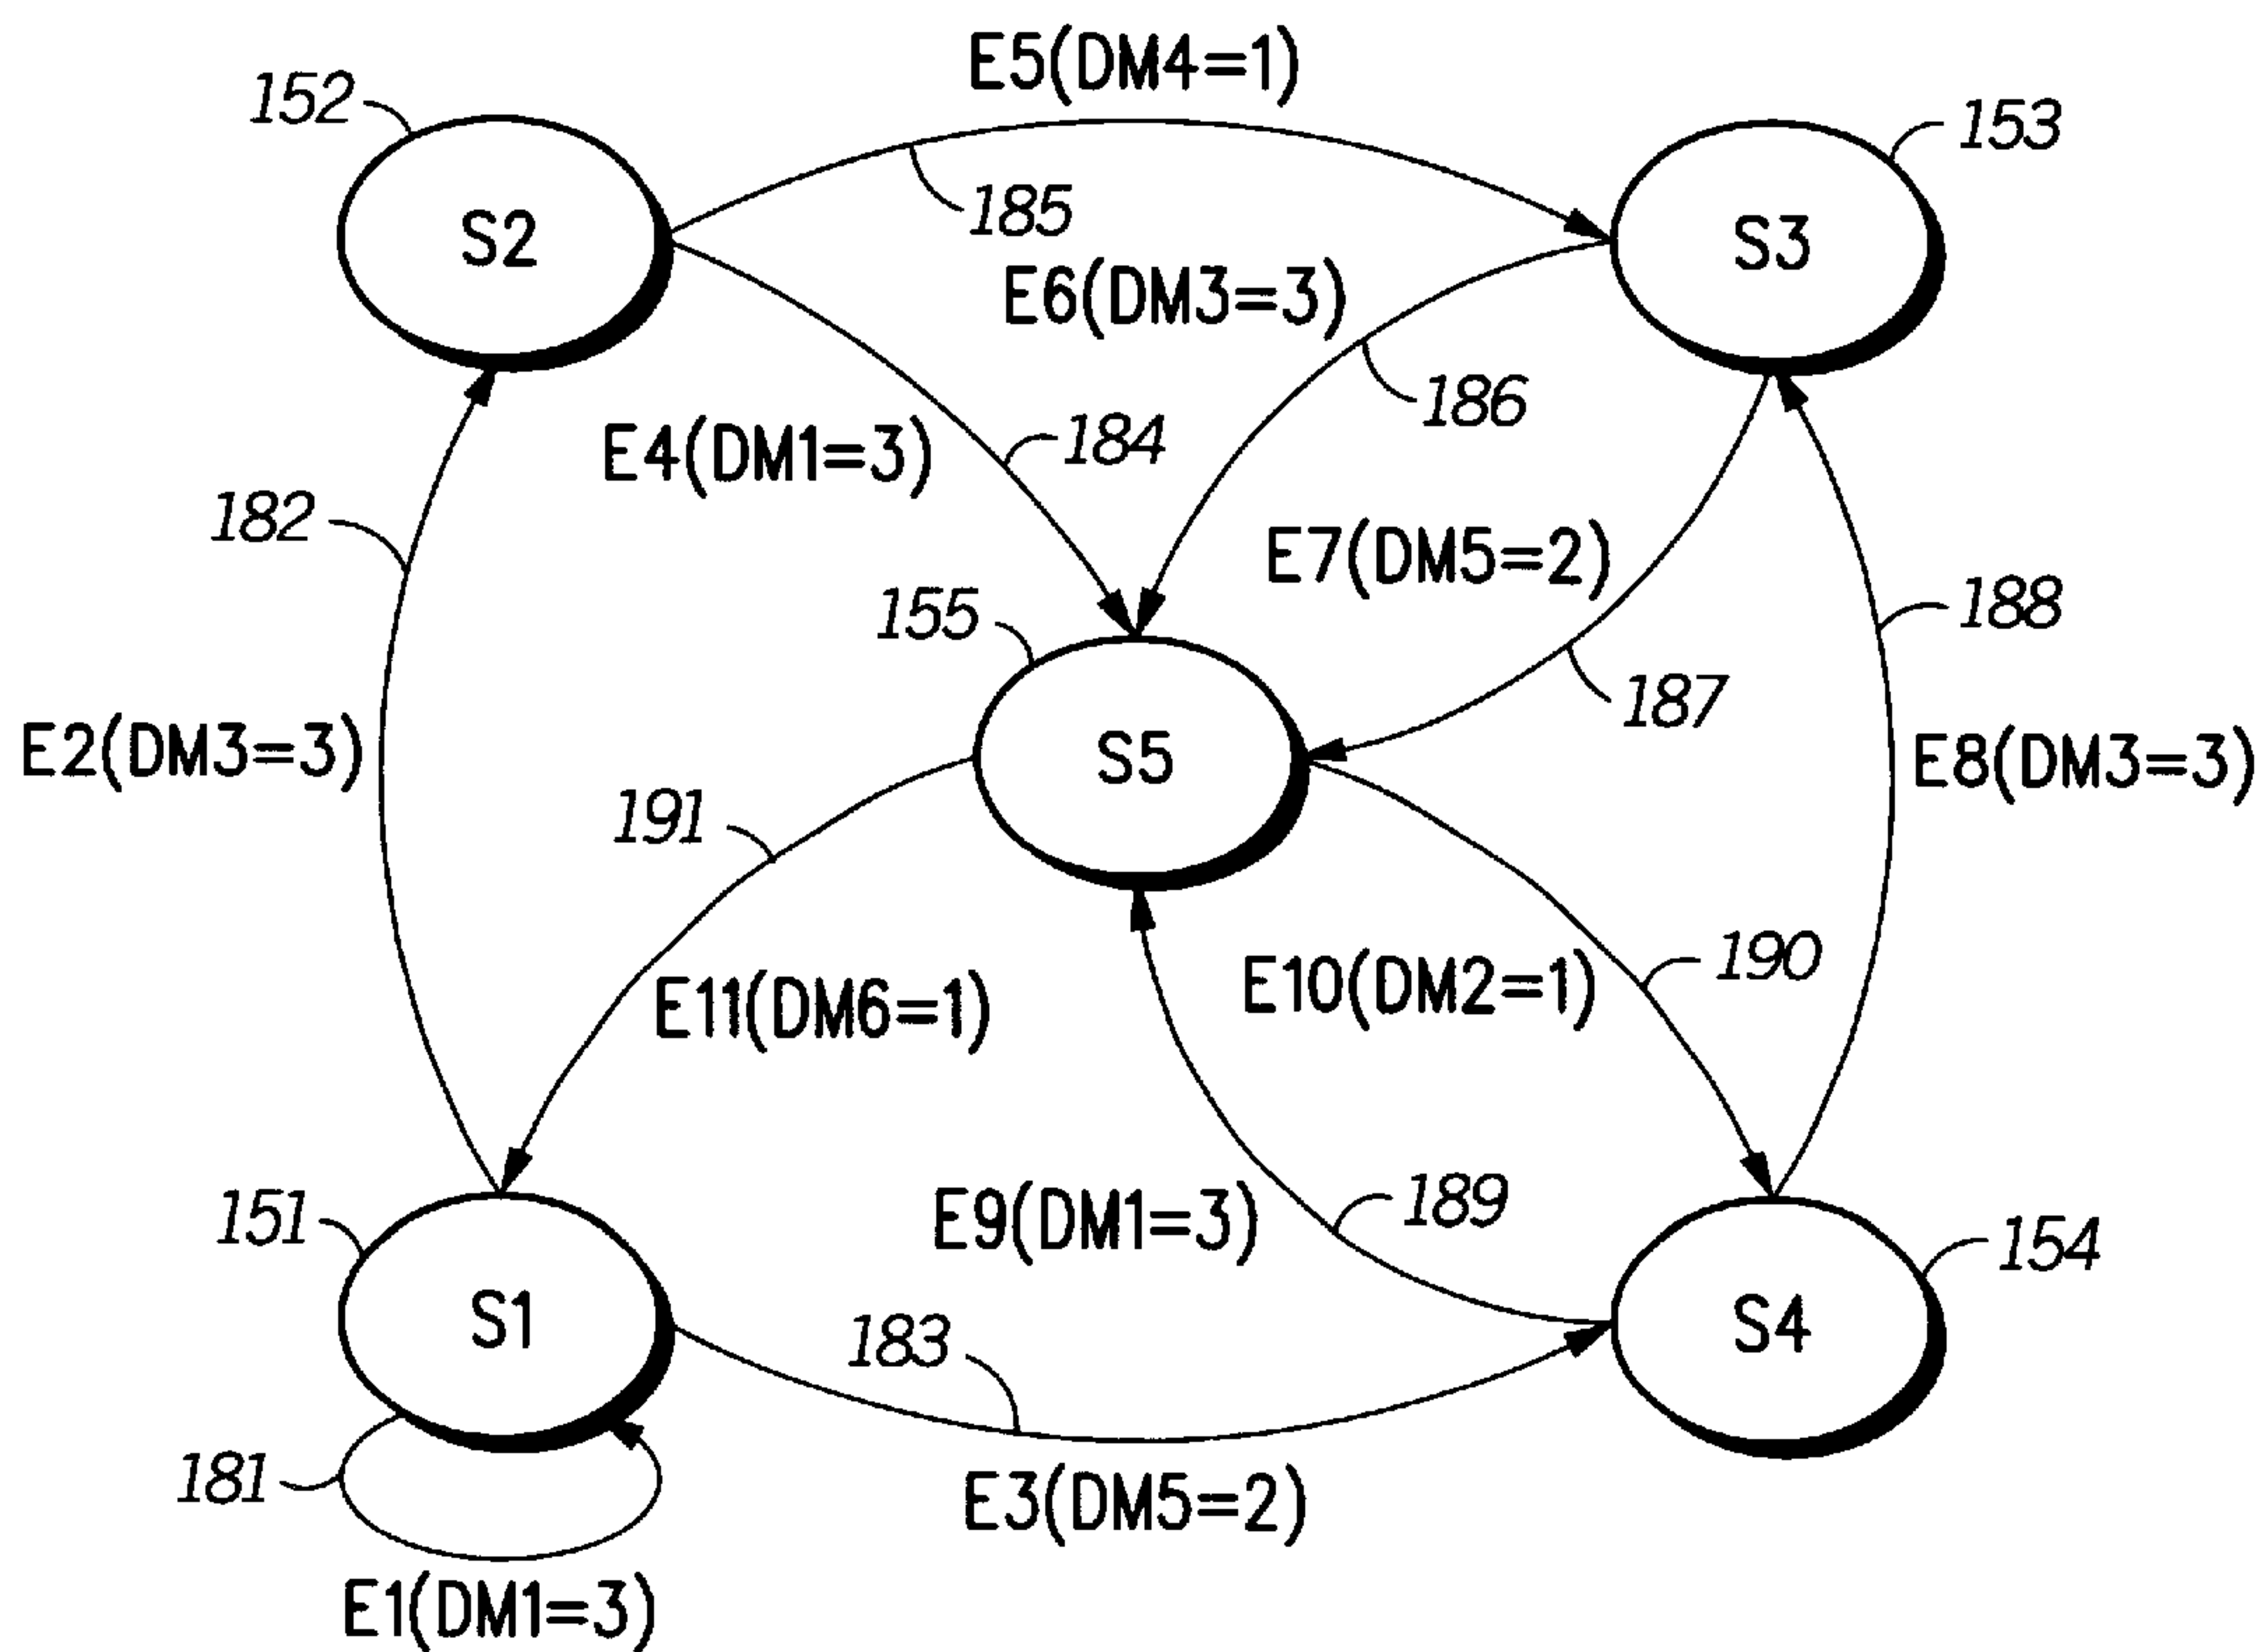 E5(DM4=1)
152
153
185
S2
S3
E6(DM3=3)
186
E4(DM1=3)
184
182
E7(DM5=2)
155
188
187
E2(DM3=3)
S5
E8(DM3=3)
191
190
E11(DM6=1)
E10(DM2=1)
151
E9(DM1=3)
189
154
S1
183
S4
181
E3(DM5=2)
E1(DM1=3)